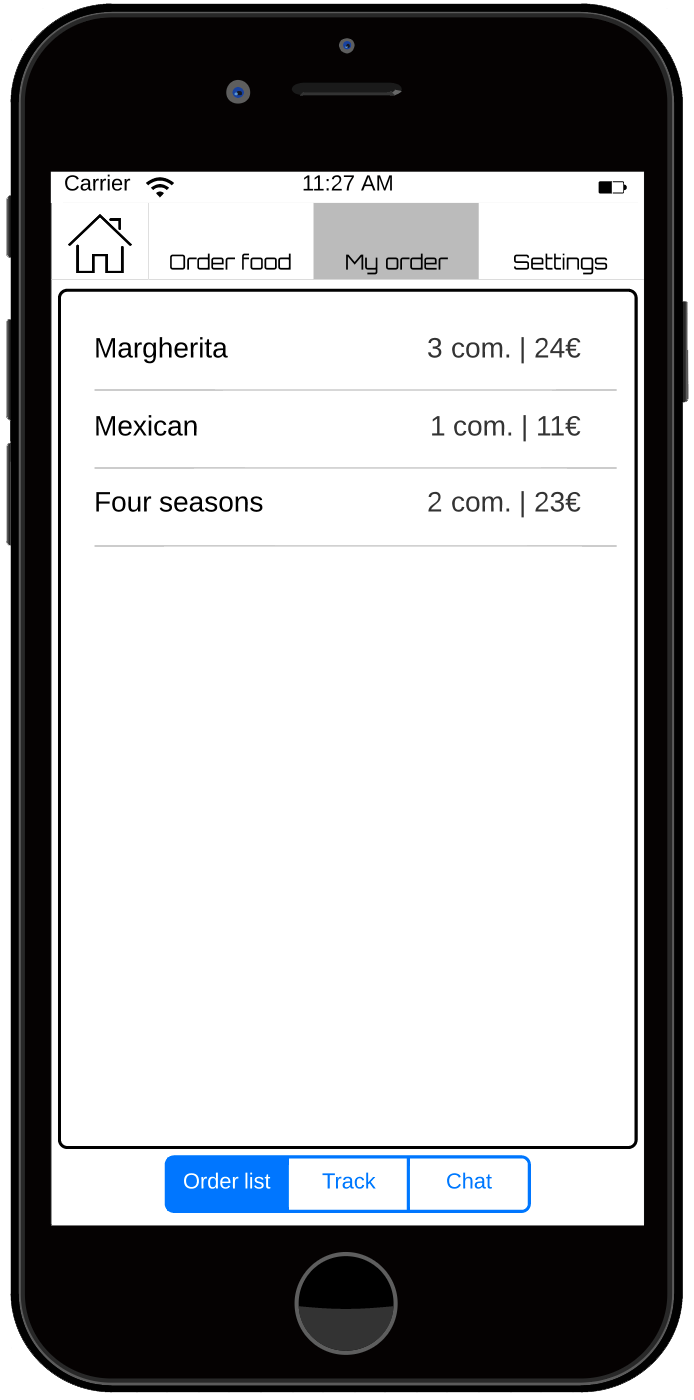 Carrier 11:27 AM
Order food My order Settings
Margherita 3 com. | 24€
Mexican 1 com. | 11€
Four seasons 2 com. | 23€
Order list Track Chat